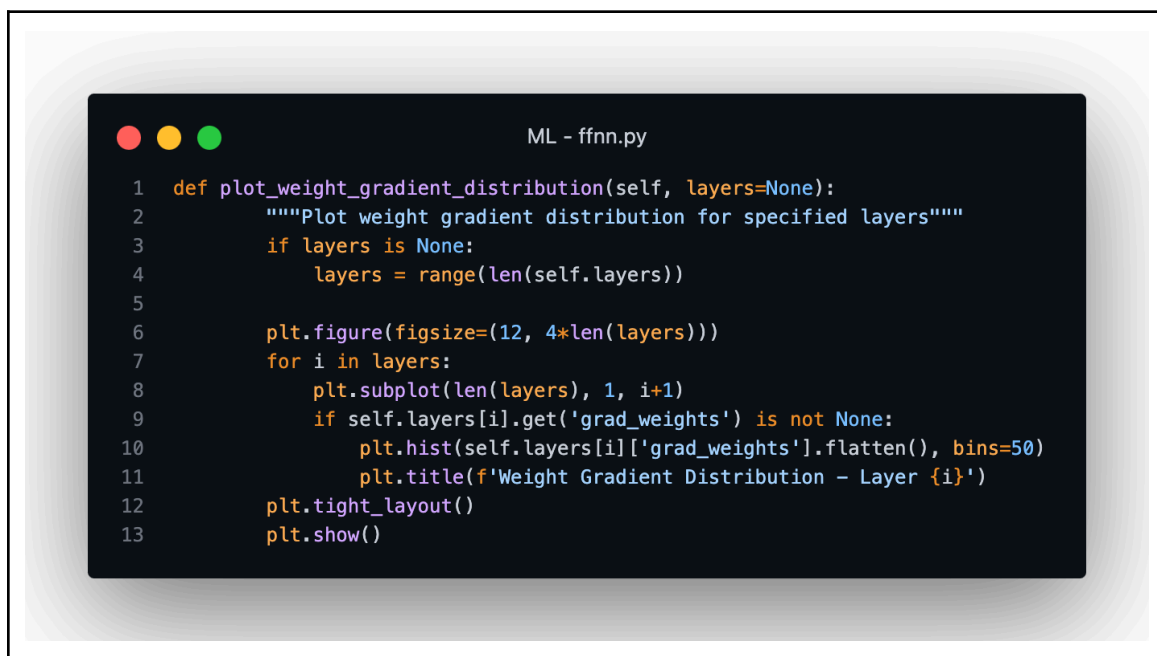 ML - ffnn.py
1 def plot_weight_gradient_distribution(self, layers=None):
2         """Plot weight gradient distribution for specified layers"""
3         if layers is None:
4             layers = range(len(self.layers))
5
6         plt.figure(figsize=(12, 4*len(layers)))
7         for i in layers:
8             plt.subplot(len(layers), 1, i+1)
9             if self.layers[i].get('grad_weights') is not None:
10                 plt.hist(self.layers[i]['grad_weights'].flatten(), bins=50)
11                 plt.title(f'Weight Gradient Distribution – Layer {i}')
12         plt.tight_layout()
13         plt.show()